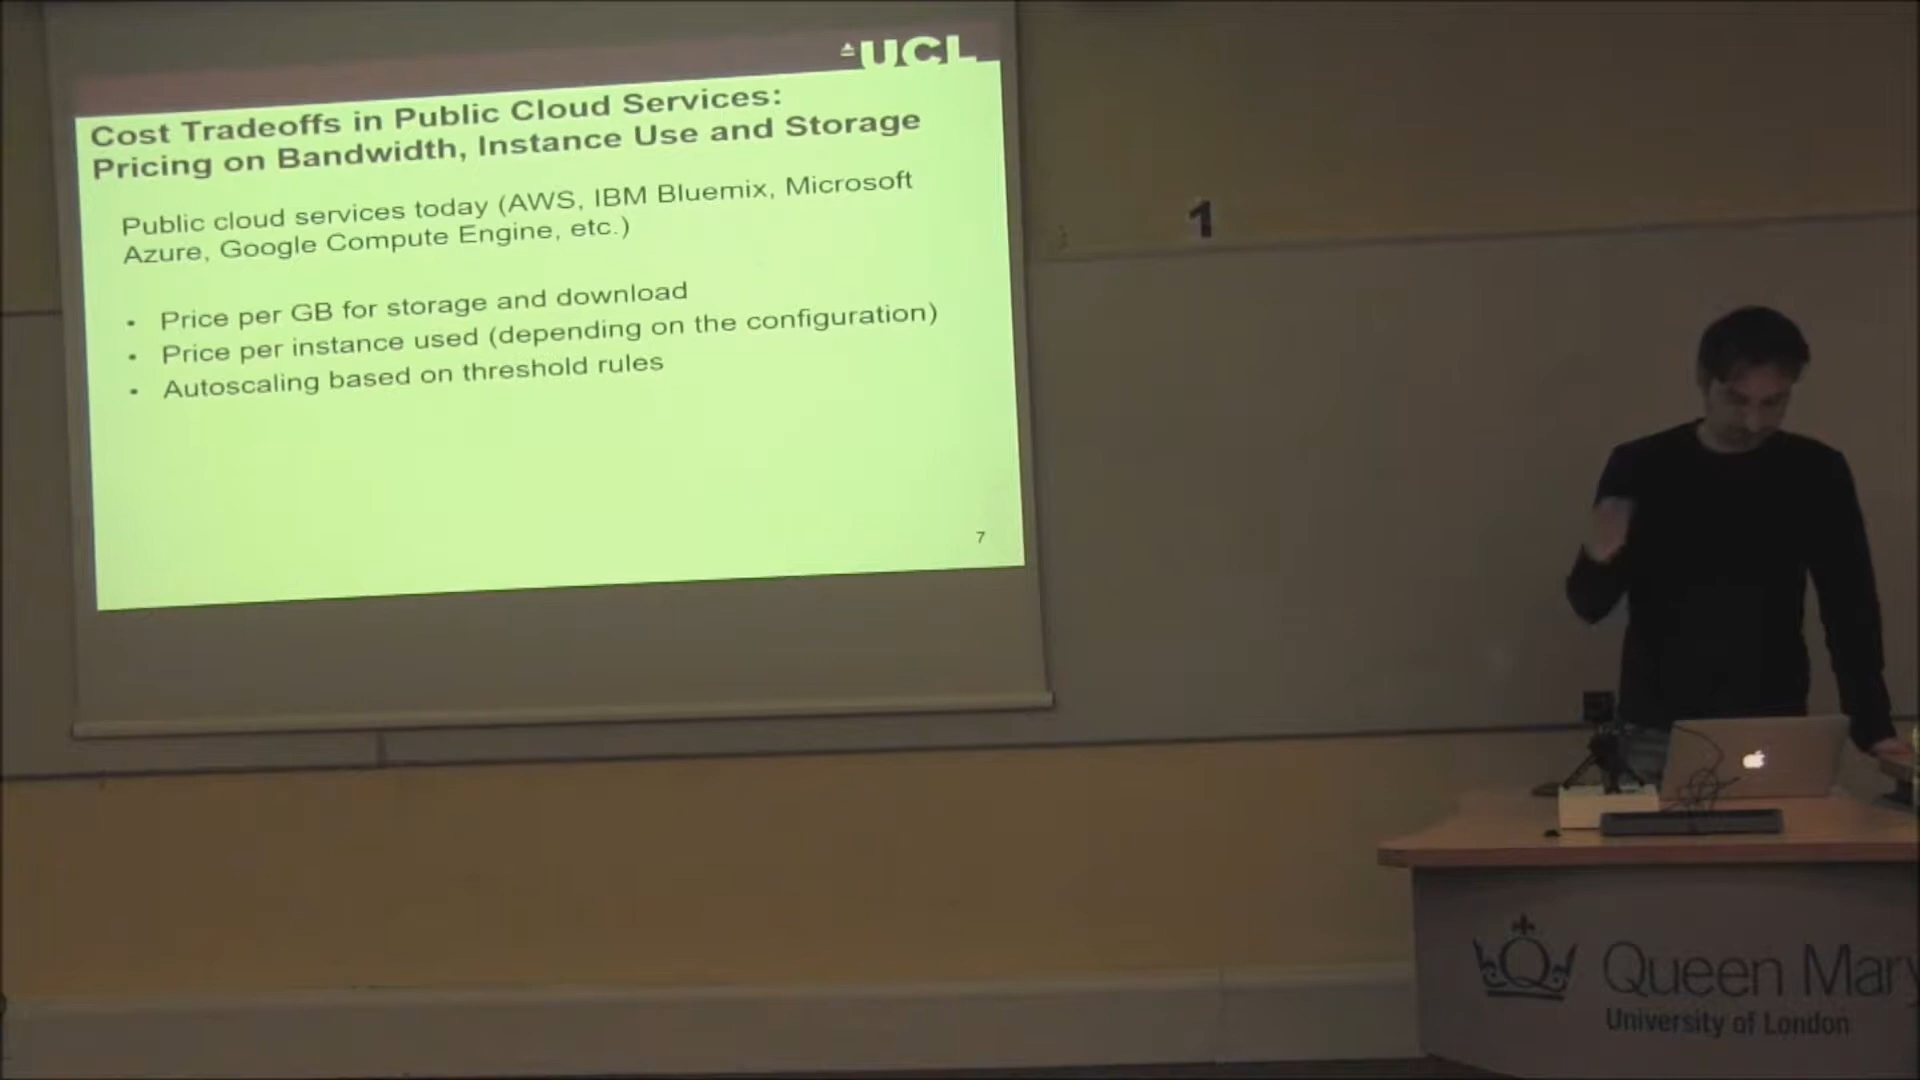 UCL
Cost Tradeoffs in Public Cloud Services:
Pricing on Bandwidth, Instance Use and Storage
Public cloud services today (AWS, IBM Bluemix, Microsoft
Azure, Google Compute Engine, etc.)
• Price per GB for storage and download
• Price per instance used (depending on the configuration)
• Autoscaling based on threshold rules
7
1
Queen Mary
University of London